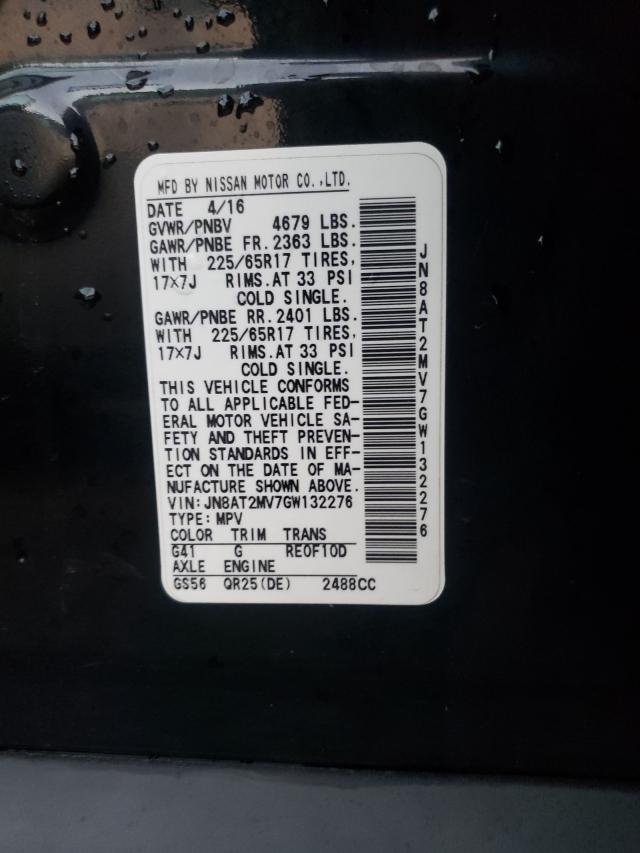 MFD BY NISSAN MOTOR CO.,LTD.
DATE 4/16
GVWR/PNBV 4679 LBS.
GAWR/PNBE FR.2363 LBS.
WITH 225/65R17 TIRES,
17×7J RIMS.AT 33 PSI
COLD SINGLE.
GAWR/PNBE RR.2401 LBS.
WITH 225/65R17 TIRES,
17×7J RIMS.AT 33 PSI
COLD SINGLE.
THIS VEHICLE CONFORMS
TO ALL APPLICABLE FED-
ERAL MOTOR VEHICLE SA-
FETY AND THEFT PREVEN-
TION STANDARDS IN EFF-
ECT ON THE DATE OF MA-
NUFACTURE SHOWN ABOVE.
VIN:JN8AT2MV7GW132276
TYPE:MPV
COLOR TRIM TRANS
G41 G RE0F10D
AXLE ENGINE
GS56 QR25(DE) 2488CC
JN8AT2MV7GW132276